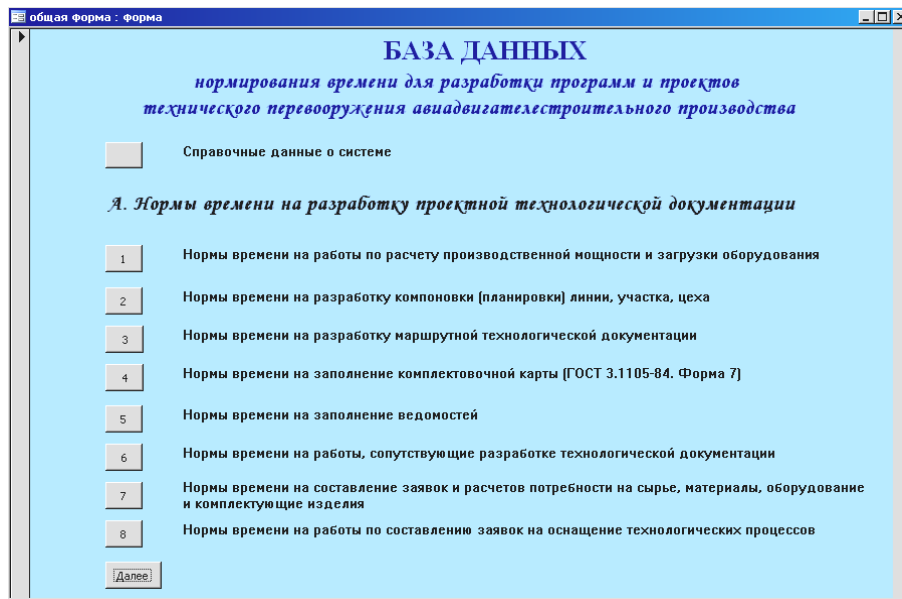 общая форма : форма
БАЗА ДАННЫХ
нормирования времени для разработки программ и проектов
технического перевооружения авиадвигателестроительного производства
Справочные данные о системе
А. Нормы времени на разработку проектной технологической документации
1 Нормы времени на работы по расчету производственной мощности и загрузки оборудования
2 Нормы времени на разработку компоновки (планировки) линии, участка, цеха
3 Нормы времени на разработку маршрутной технологической документации
4 Нормы времени на заполнение комплектовочной карты (ГОСТ 3.1105-84. Форма 7)
5 Нормы времени на заполнение ведомостей
6 Нормы времени на работы, сопутствующие разработке технологической документации
7 Нормы времени на составление заявок и расчетов потребности на сырье, материалы, оборудование
и комплектующие изделия
8 Нормы времени на работы по составлению заявок на оснащение технологических процессов
Далее